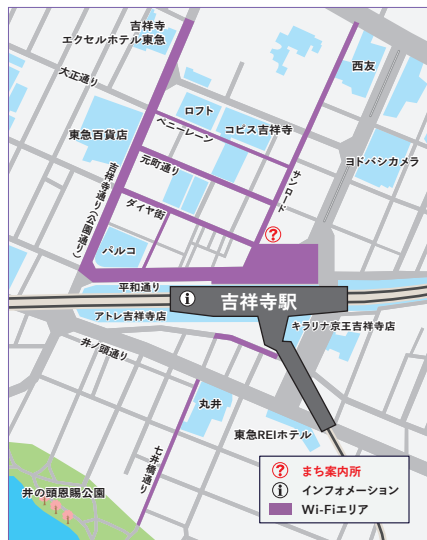 吉祥寺
エクセルホテル東急
西友
大正通り
ロフト
ペニーレーン
コピス吉祥寺
東急百貨店
ヨドバシカメラ
元町通り
サンロード
吉祥寺通り(公園通り)
ダイヤ街
?
パルコ
平和通り
i
吉祥寺駅
アトレ吉祥寺店
キラリナ京王吉祥寺店
井ノ頭通り
丸井
東急REIホテル
七井橋通り
井の頭恩賜公園
? まち案内所
i インフォメーション
Wi-Fiエリア